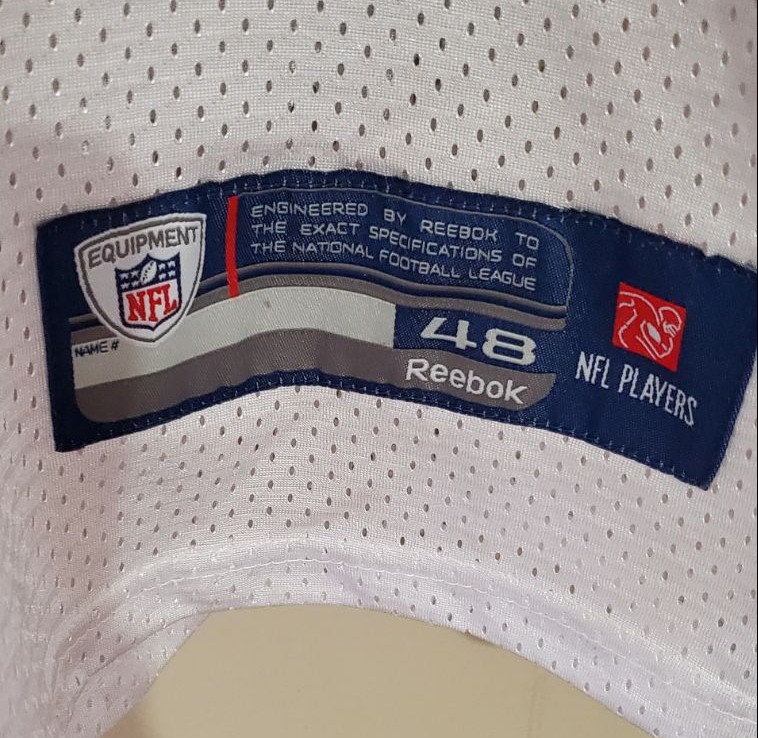 EQUIPMENT
NFL
ENGINEERED BY REEBOK TO
THE EXACT SPECIFICATIONS OF
THE NATIONAL FOOTBALL LEAGUE
NAME #
48
Reebok
NFL PLAYERS